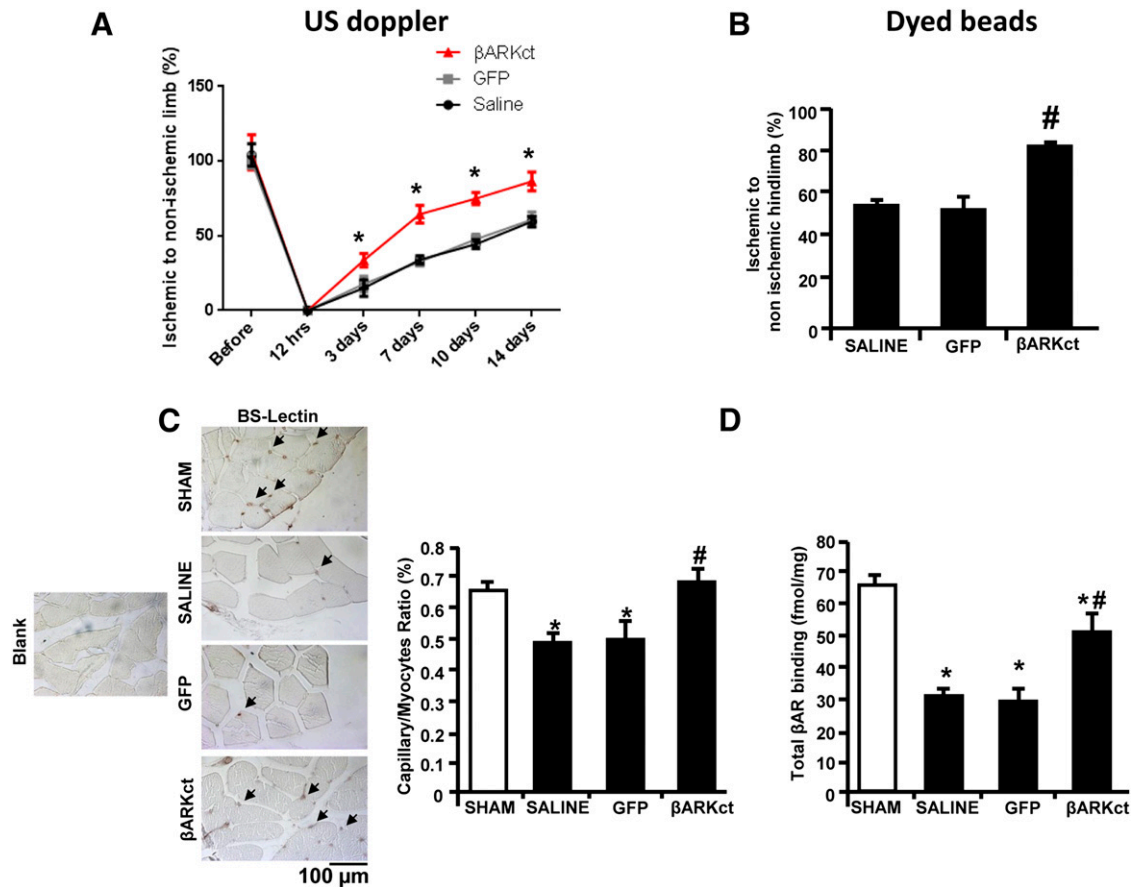 A
US doppler
Ischemic to non-ischemic limb (%)
150
100
50
0
βARKct
GFP
Saline
*
*
*
*
Before
12 hrs
3 days
7 days
10 days
14 days
B
Dyed beads
Ischemic to
non ischemic hindlimb (%)
100
80
60
40
60
20
0
#
SALINE
GFP
βARKct
C
BS-Lectin
Blank
SHAM
SALINE
GFP
βARKct
100 µm
Capillary/Myocytes Ratio (%)
0.8
0.7
0.6
0.5
0.4
0.3
0.2
0.1
0
*
*
#
SHAM
SALINE
GFP
βARKct
D
Total βAR binding (fmol/mg)
80
70
60
50
40
30
20
10
0
*
*
*#
SHAM
SALINE
GFP
βARKct